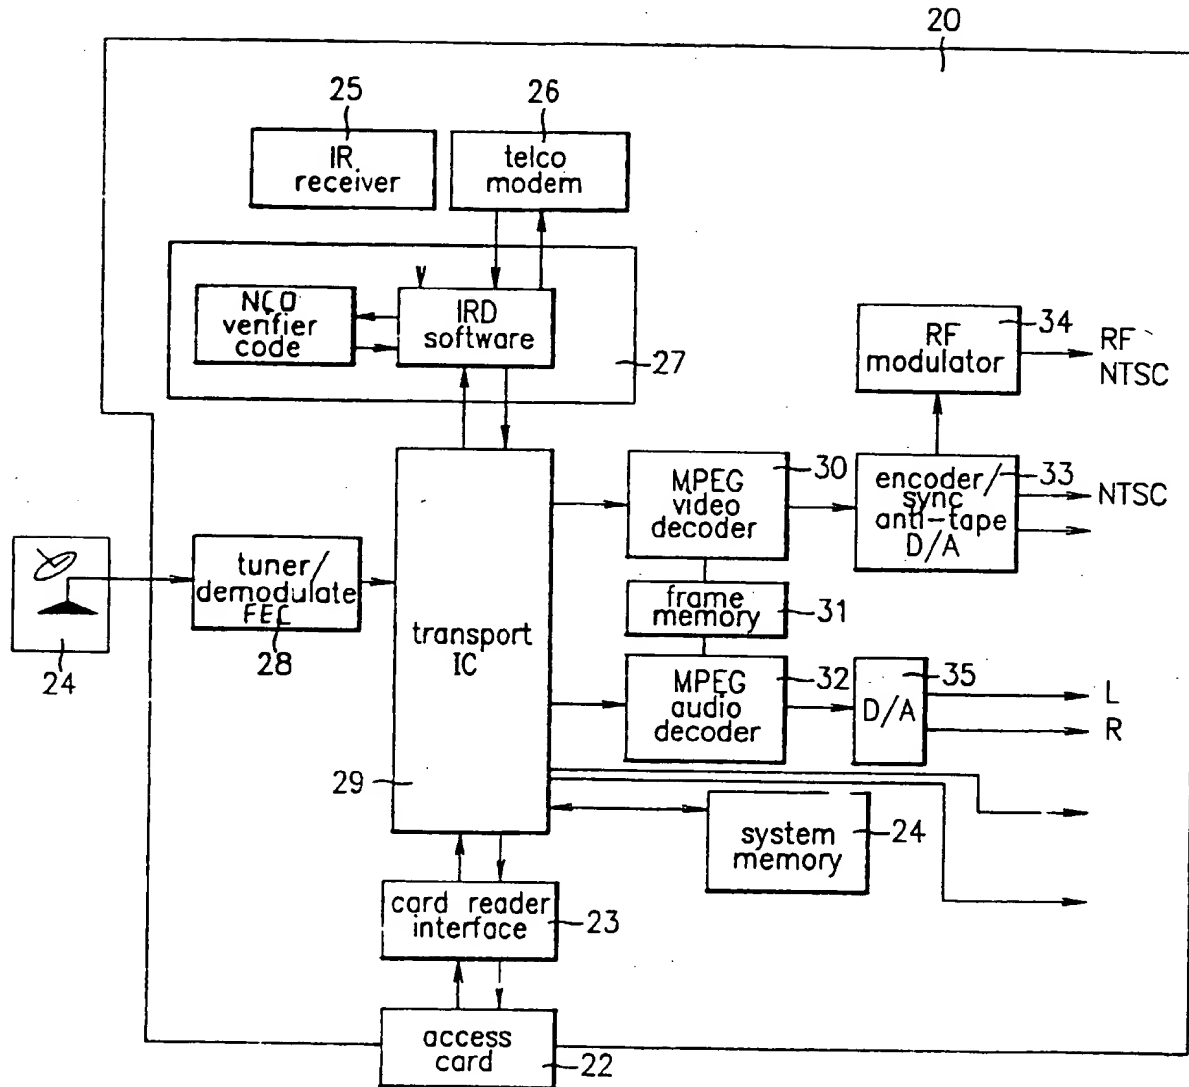 20
25
26
IR
receiver
telco
modem
NCO
verifier
code
IRD
software
27
RF
modulator
34
RF
NTSC
MPEG
video
decoder
30
encoder/
sync
anti-tape
D/A
33
NTSC
24
tuner/
demodulate
FEC
28
transport
IC
29
frame
memory
31
MPEG
audio
decoder
32
D/A
35
L
R
system
memory
24
card reader
interface
23
access
card
22